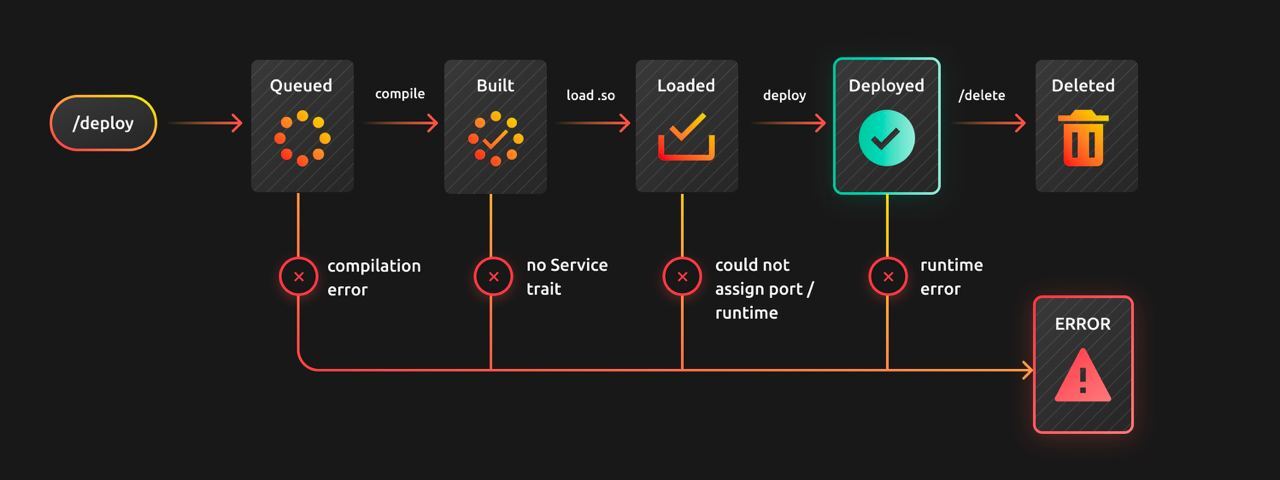 /deploy
Queued
compile
Built
load .so
Loaded
deploy
Deployed
/delete
Deleted
compilation
error
no Service
trait
could not
assign port /
runtime
runtime
error
ERROR